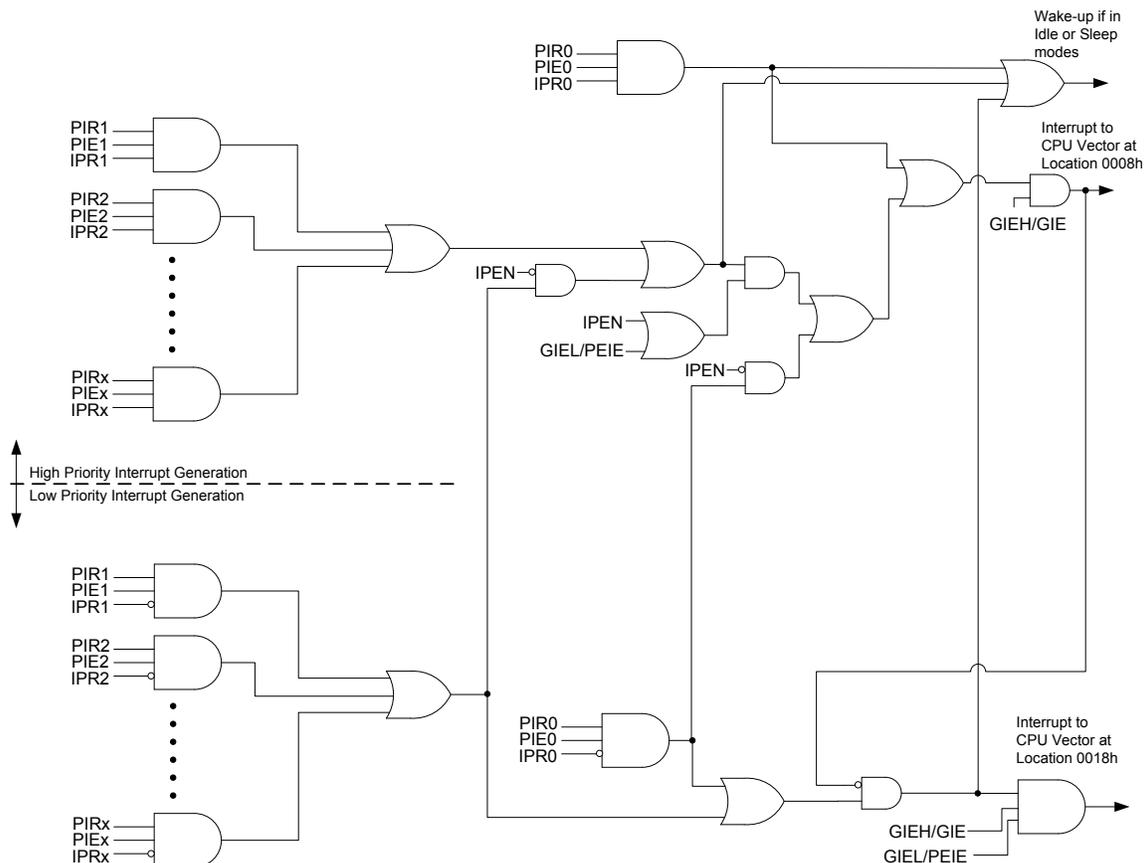 Wake-up if in
Idle or Sleep
modes
PIR0
PIE0
IPR0
PIR1
PIE1
IPR1
Interrupt to
CPU Vector at
Location 0008h
PIR2
PIE2
IPR2
GIEH/GIE
IPEN
IPEN
GIEL/PEIE
IPEN
PIRx
PIEx
IPRx
High Priority Interrupt Generation
Low Priority Interrupt Generation
PIR1
PIE1
IPR1
PIR2
PIE2
IPR2
PIR0
PIE0
IPR0
Interrupt to
CPU Vector at
Location 0018h
PIRx
PIEx
IPRx
GIEH/GIE
GIEL/PEIE